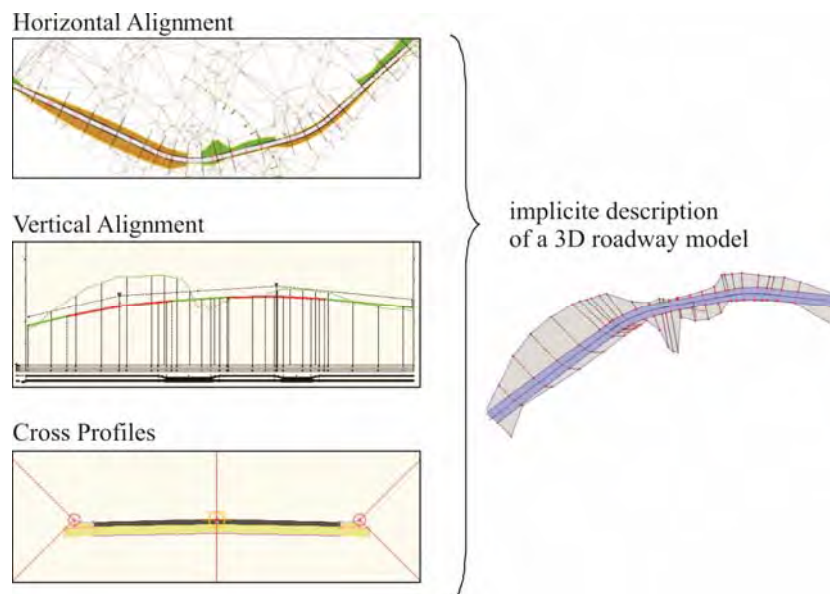 Horizontal Alignment
Vertical Alignment
Cross Profiles
implicite description
of a 3D roadway model